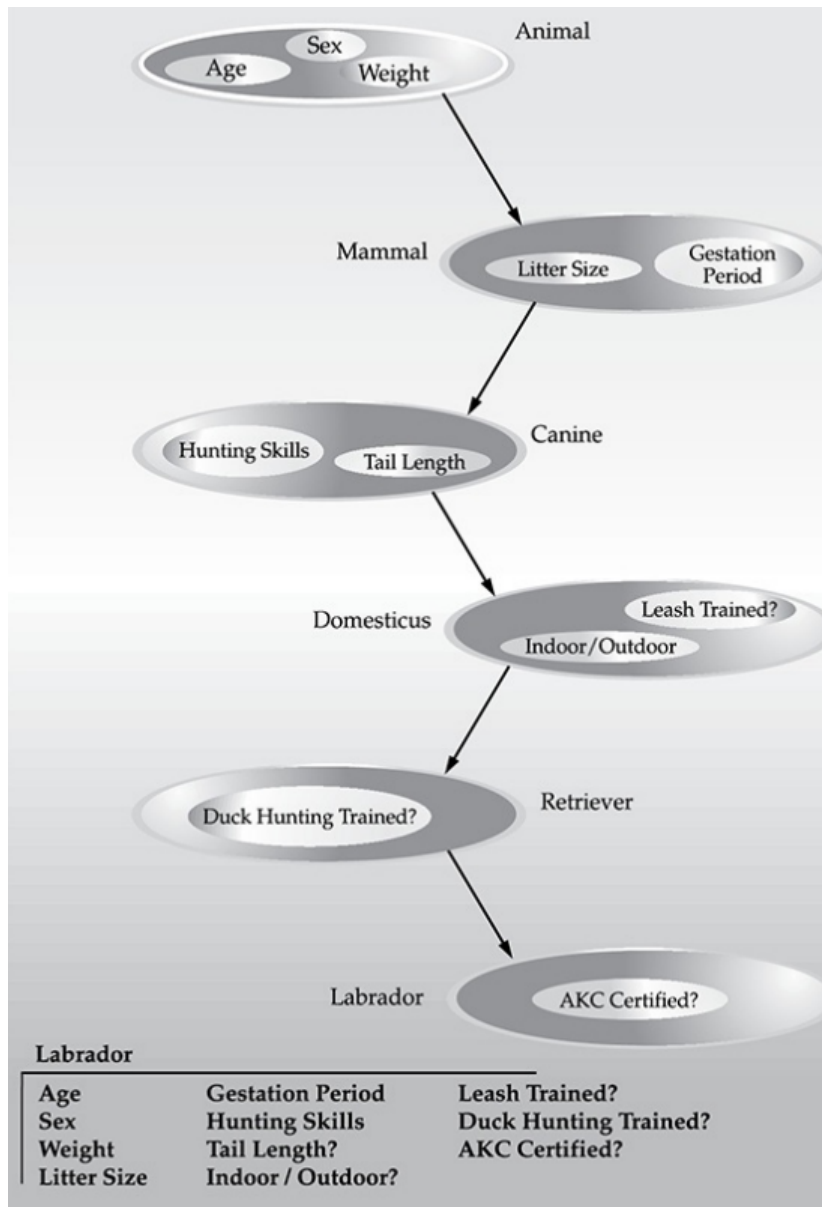 Animal
Sex
Age
Weight
Mammal
Litter Size
Gestation
Period
Canine
Hunting Skills
Tail Length
Domesticus
Leash Trained?
Indoor/Outdoor
Retriever
Duck Hunting Trained?
Labrador
AKC Certified?
Labrador
Age Gestation Period Leash Trained?
Sex Hunting Skills Duck Hunting Trained?
Weight Tail Length? AKC Certified?
Litter Size Indoor / Outdoor?